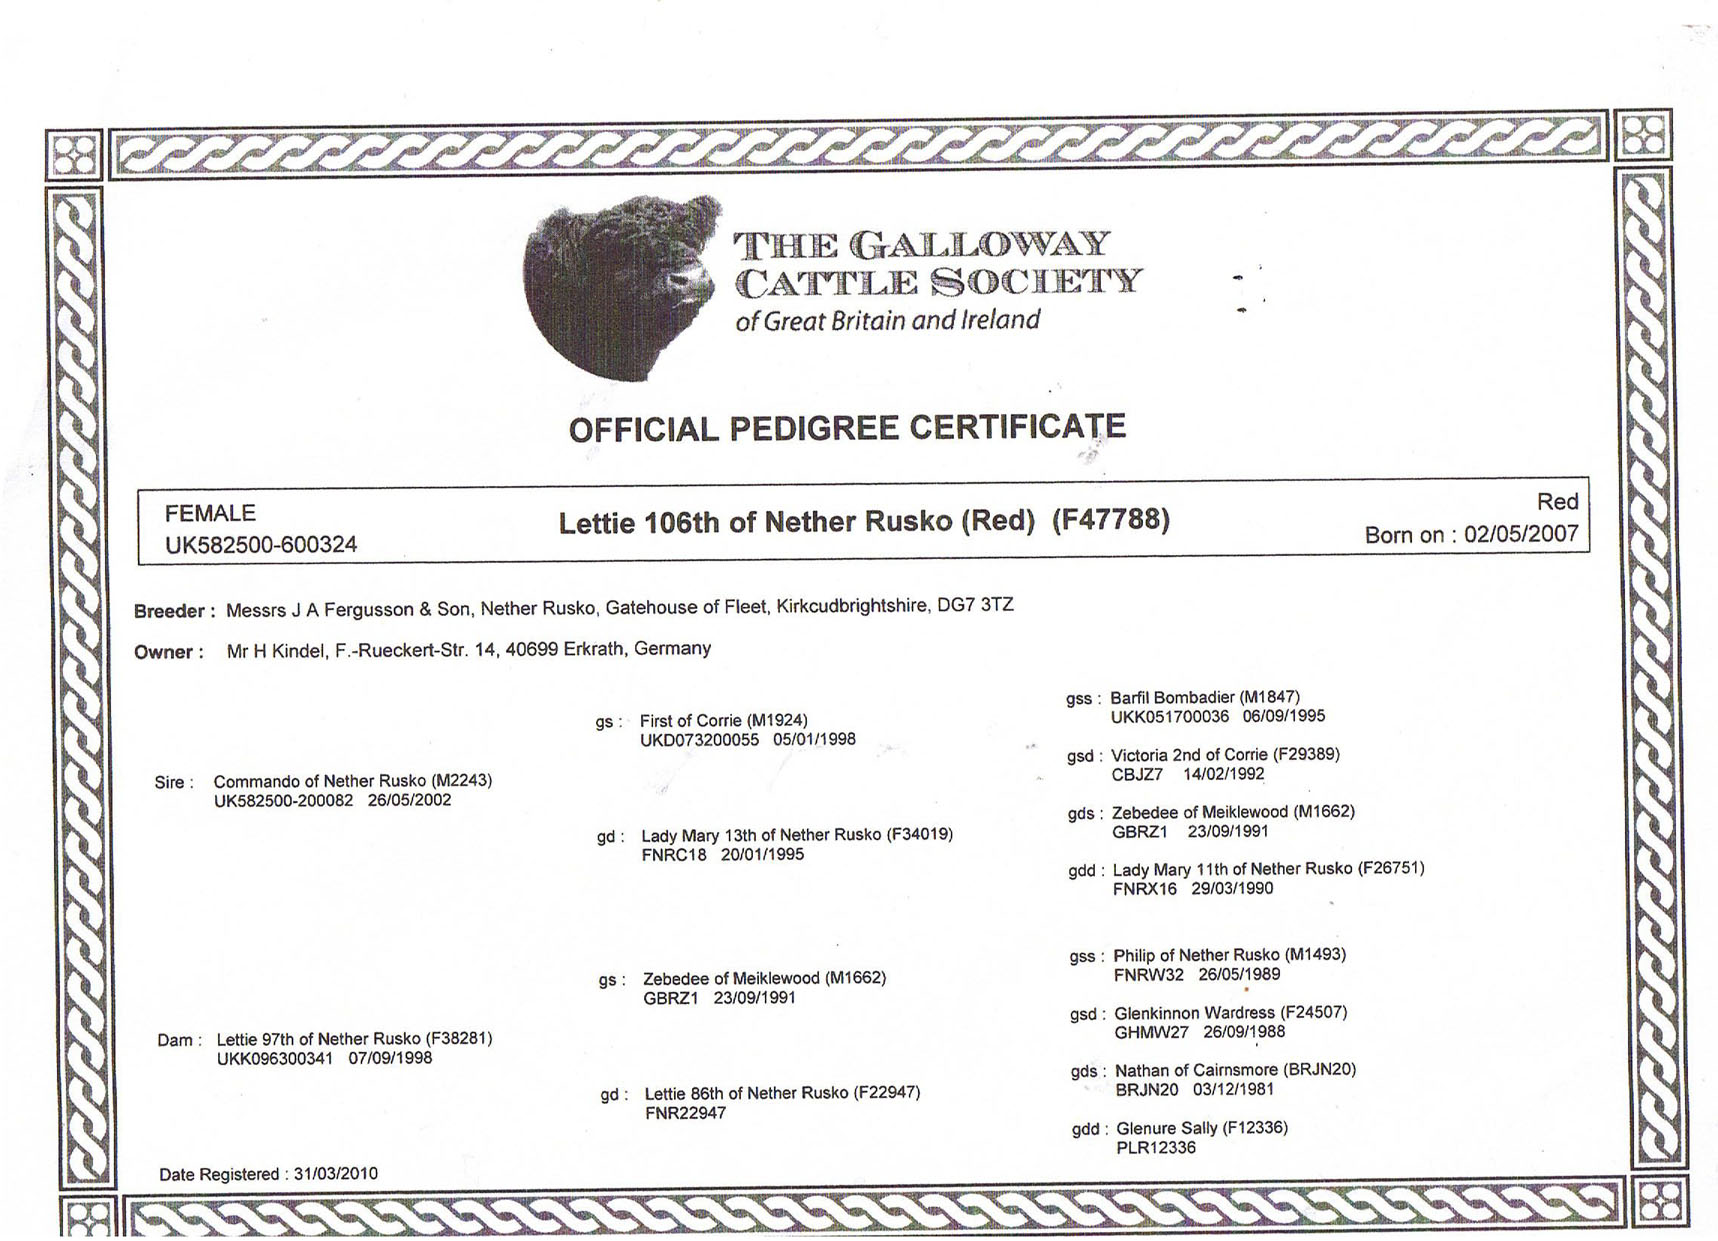 THE GALLOWAY
CATTLE SOCIETY
of Great Britain and Ireland
OFFICIAL PEDIGREE CERTIFICATE
FEMALE
UK582500-600324
Lettie 106th of Nether Rusko (Red) (F47788)
Red
Born on : 02/05/2007
Breeder : Messrs J A Fergusson & Son, Nether Rusko, Gatehouse of Fleet, Kirkcudbrightshire, DG7 3TZ
Owner : Mr H Kindel, F.-Rueckert-Str. 14, 40699 Erkrath, Germany
Sire : Commando of Nether Rusko (M2243)
UK582500-200082 26/05/2002
gs : First of Corrie (M1924)
UKD073200055 05/01/1998
gd : Lady Mary 13th of Nether Rusko (F34019)
FNRC18 20/01/1995
gss : Barfil Bombadier (M1847)
UKK051700036 06/09/1995
gsd : Victoria 2nd of Corrie (F29389)
CBJZ7 14/02/1992
gds : Zebedee of Meiklewood (M1662)
GBRZ1 23/09/1991
gdd : Lady Mary 11th of Nether Rusko (F26751)
FNRX16 29/03/1990
Dam : Lettie 97th of Nether Rusko (F38281)
UKK096300341 07/09/1998
gs : Zebedee of Meiklewood (M1662)
GBRZ1 23/09/1991
gd : Lettie 86th of Nether Rusko (F22947)
FNR22947
gss : Philip of Nether Rusko (M1493)
FNRW32 26/05/1989
gsd : Glenkinnon Wardress (F24507)
GHMW27 26/09/1988
gds : Nathan of Cairnsmore (BRJN20)
BRJN20 03/12/1981
gdd : Glenure Sally (F12336)
PLR12336
Date Registered : 31/03/2010